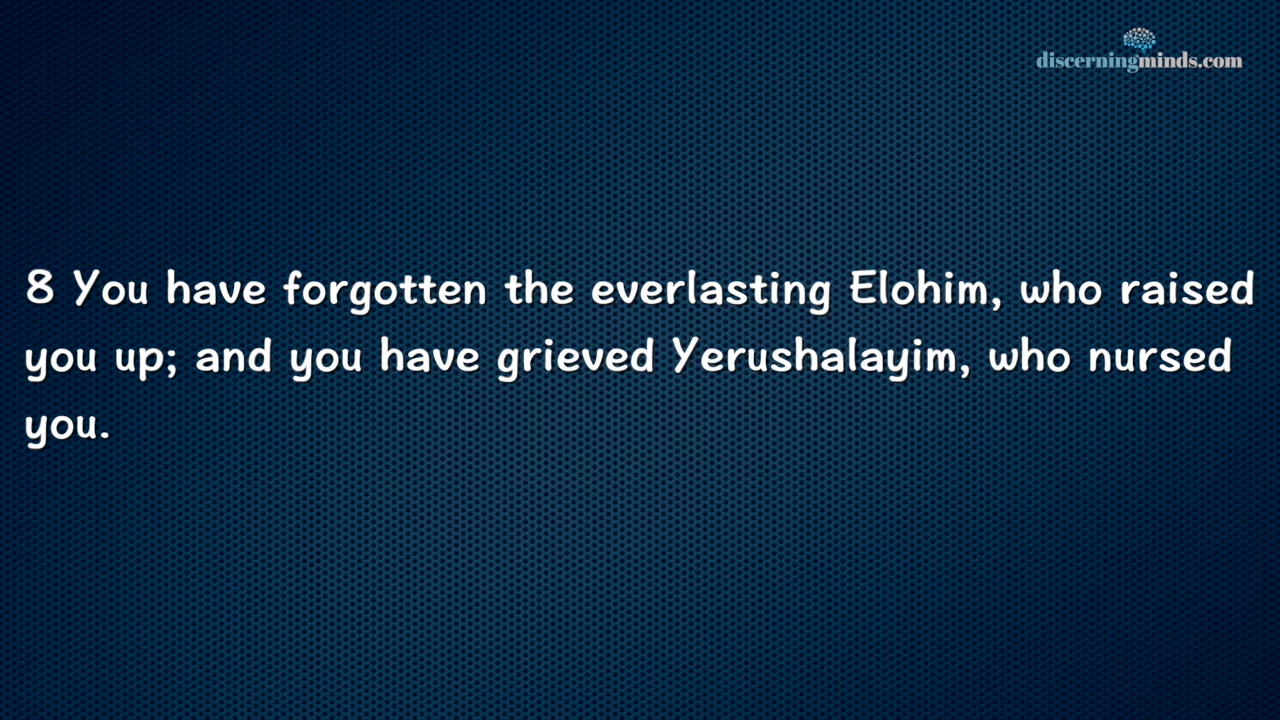 discerningminds.com
8 You have forgotten the everlasting Elohim, who raised
you up; and you have grieved Yerushalayim, who nursed
you.